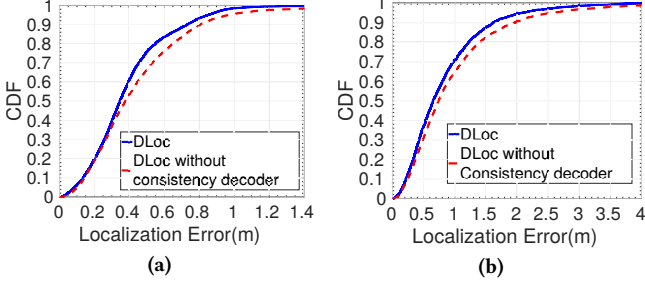 1
0.9
0.8
0.7
0.6
0.5
0.4
0.3
0.2
0.1
0
CDF
DLoc
DLoc without
consistency decoder
0 0.2 0.4 0.6 0.8 1 1.2 1.4
Localization Error(m)
(a)
1
0.9
0.8
0.7
0.6
0.5
0.4
0.3
0.2
0.1
0
CDF
DLoc
DLoc without
Consistency decoder
0 0.5 1 1.5 2 2.5 3 3.5 4
Localization Error(m)
(b)